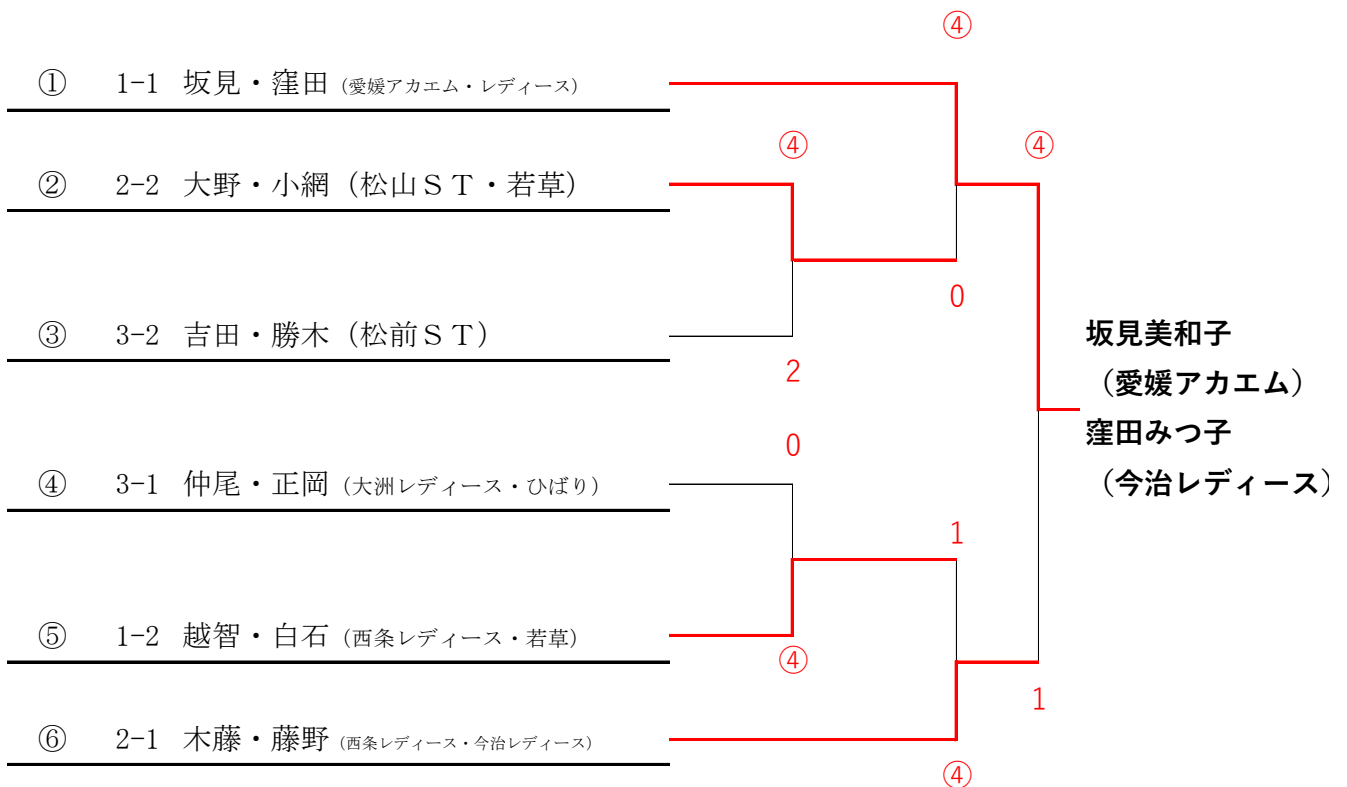 ④
① 1-1 坂見・窪田 (愛媛アカエム・レディース)
④ ④
② 2-2 大野・小網 (松山ＳＴ・若草)
0
③ 3-2 吉田・勝木 (松前ＳＴ)
坂見美和子
2
（愛媛アカエム）
0
窪田みつ子
④ 3-1 仲尾・正岡 (大洲レディース・ひばり)
（今治レディース）
1
⑤ 1-2 越智・白石 (西条レディース・若草)
④
1
⑥ 2-1 木藤・藤野 (西条レディース・今治レディース)
④